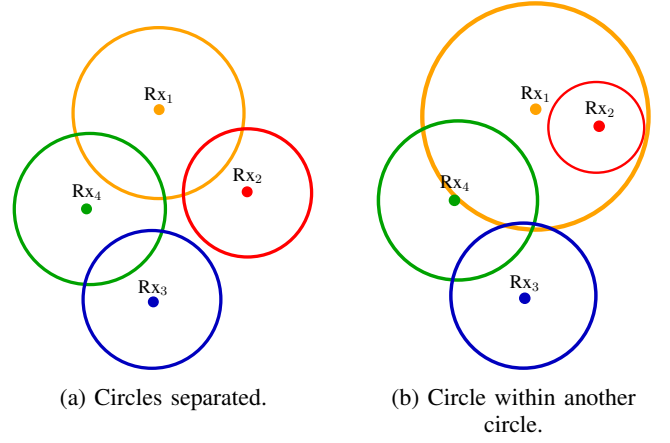 Rx₁
Rx₂
Rx₄
Rx₃
(a) Circles separated.
Rx₁
Rx₂
Rx₄
Rx₃
(b) Circle within another
circle.